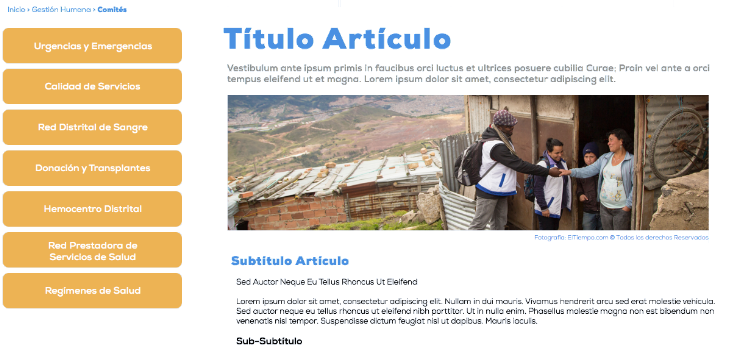 Inicio > Gestión Humana > Comités
Urgencias y Emergencias
Calidad de Servicios
Red Distrital de Sangre
Donación y Transplantes
Hemocentro Distrital
Red Prestadora de
Servicios de Salud
Regimenes de Salud
Título Artículo
Vestibulum ante ipsum primis in faucibus orci luctus et ultrices posuere cubilia Curae; Proin vel ante a orci
tempus eleifend ut et magna. Lorem ipsum dolor sit amet, consectetur adipiscing elit.
Fotografía: ElTiempo.com © Todos los derechos Reservados
Subtítulo Artículo
Sed Auctor Neque Eu Tellus Rhoncus Ut Eleifend
Lorem ipsum dolor sit amet, consectetur adipiscing elit. Nullam in dui mauris. Vivamus hendrerit arcu sed erat molestie vehicula.
Sed auctor neque eu tellus rhoncus ut eleifend nibh porttitor. Ut in nulla enim. Phasellus molestie magna non est bibendum non
venenatis nisl tempor. Suspendisse dictum feugiat nisl ut dapibus. Mauris iaculis.
Sub-Subtítulo